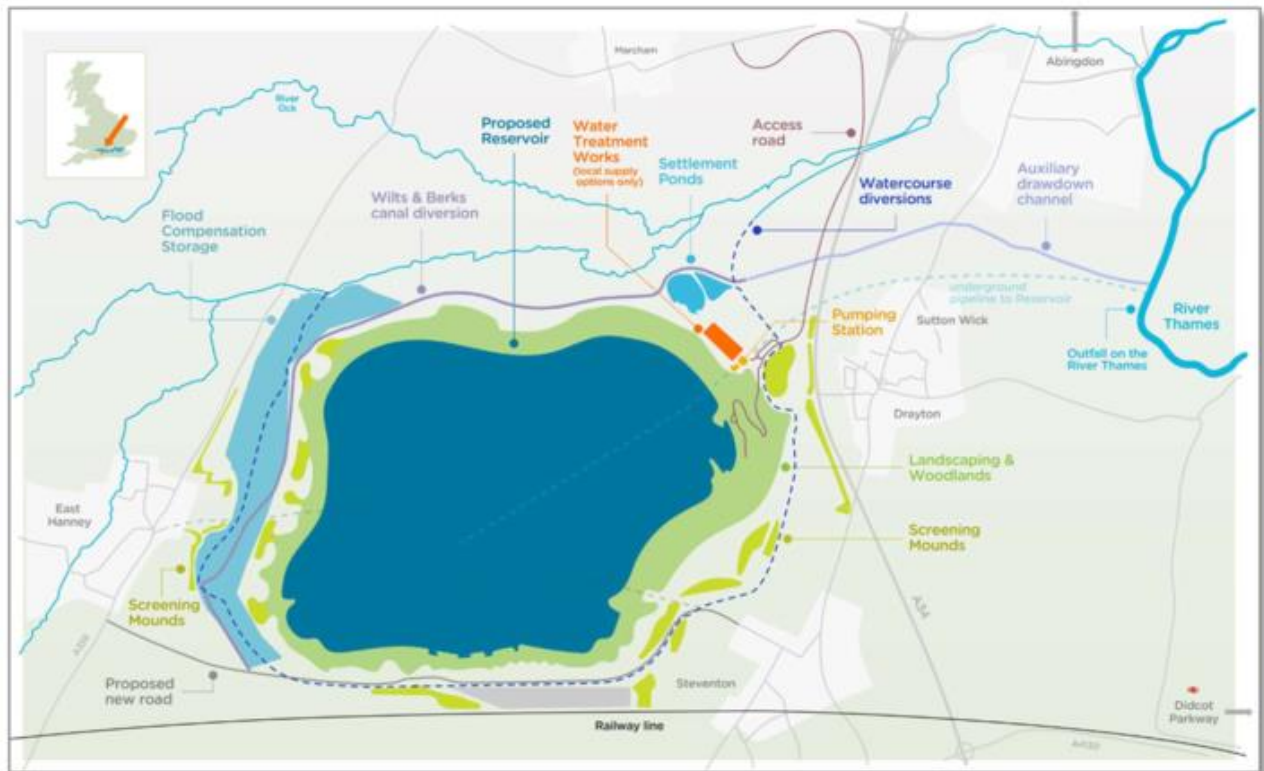 Marcham
Abingdon
River
Ock
Proposed
Reservoir
Water
Treatment
Works
(local supply
options only)
Settlement
Ponds
Access
road
Watercourse
diversions
Auxiliary
drawdown
channel
Wilts & Berks
canal diversion
Flood
Compensation
Storage
underground
pipeline to Reservoir
Pumping
Station
Sutton Wick
River
Thames
Outfall on the
River Thames
Drayton
Landscaping &
Woodlands
East
Hanney
Screening
Mounds
Screening
Mounds
A34
A338
Proposed
new road
Steventon
Railway line
Didcot
Parkway
A4130